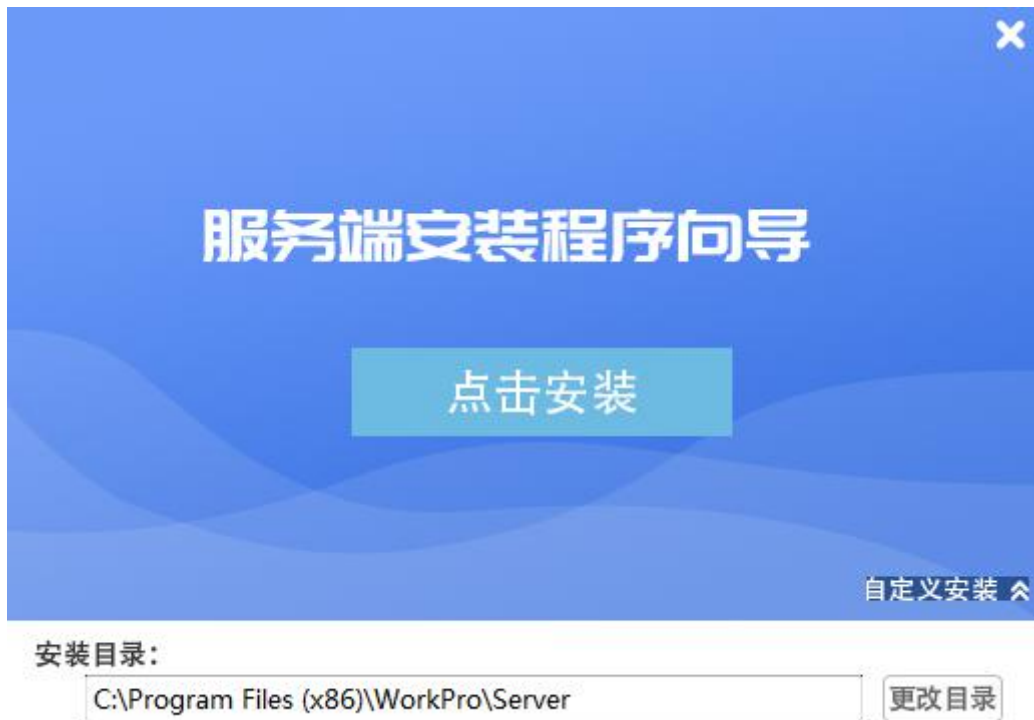 服务端安装程序向导
点击安装
自定义安装
安装目录：
C:\Program Files (x86)\WorkPro\Server
更改目录